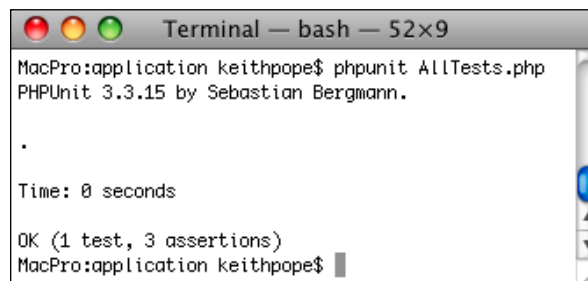 Terminal — bash — 52×9
MacPro:application keithpope$ phpunit AllTests.php
PHPUnit 3.3.15 by Sebastian Bergmann.
.
Time: 0 seconds
OK (1 test, 3 assertions)
MacPro:application keithpope$